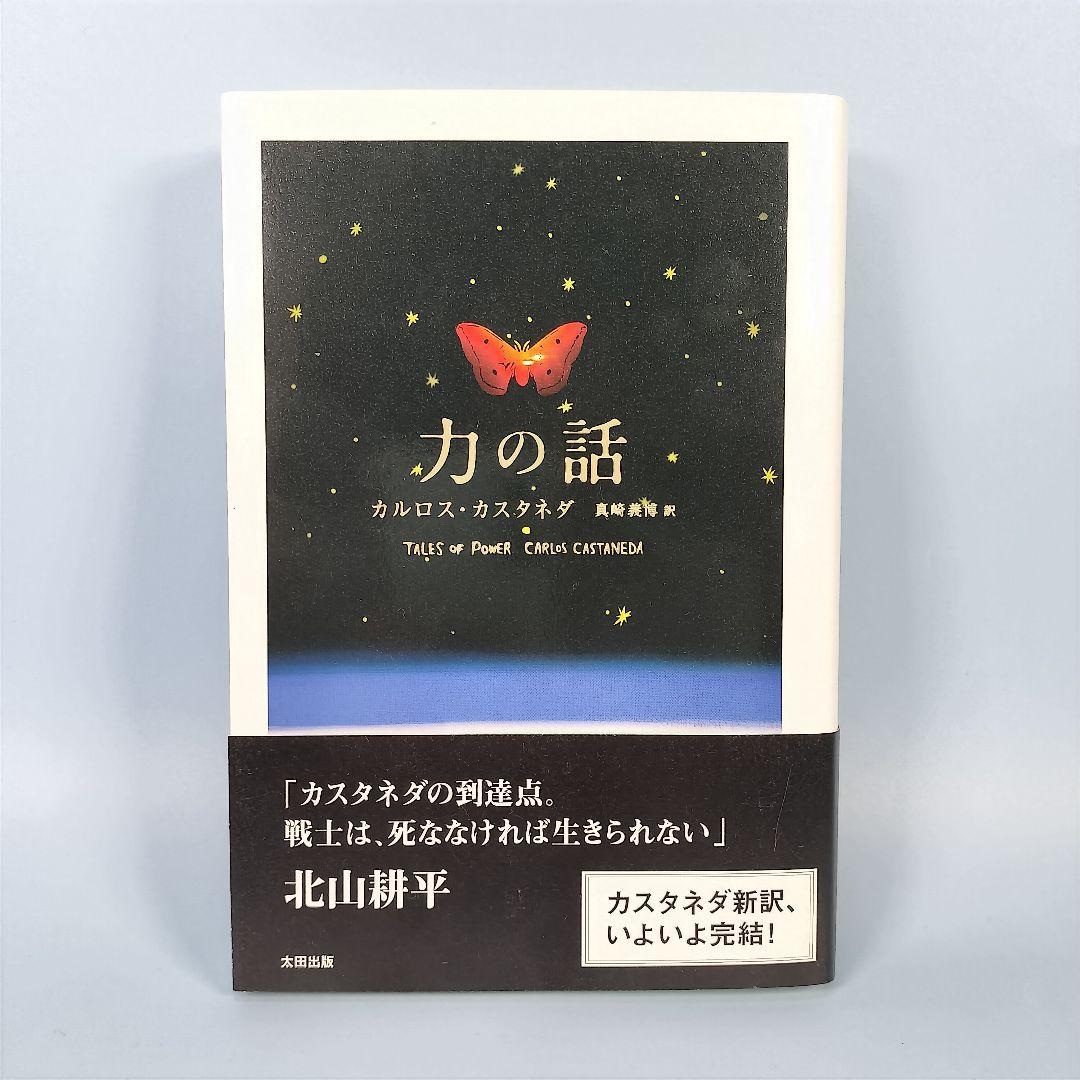 力の話
カルロス・カスタネダ 真崎義博 訳
TALES OF POWER CARLOS CASTANEDA
「カスタネダの到達点。
戦士は、死ななければ生きられない」
北山耕平
カスタネダ新訳、
いよいよ完結!
太田出版